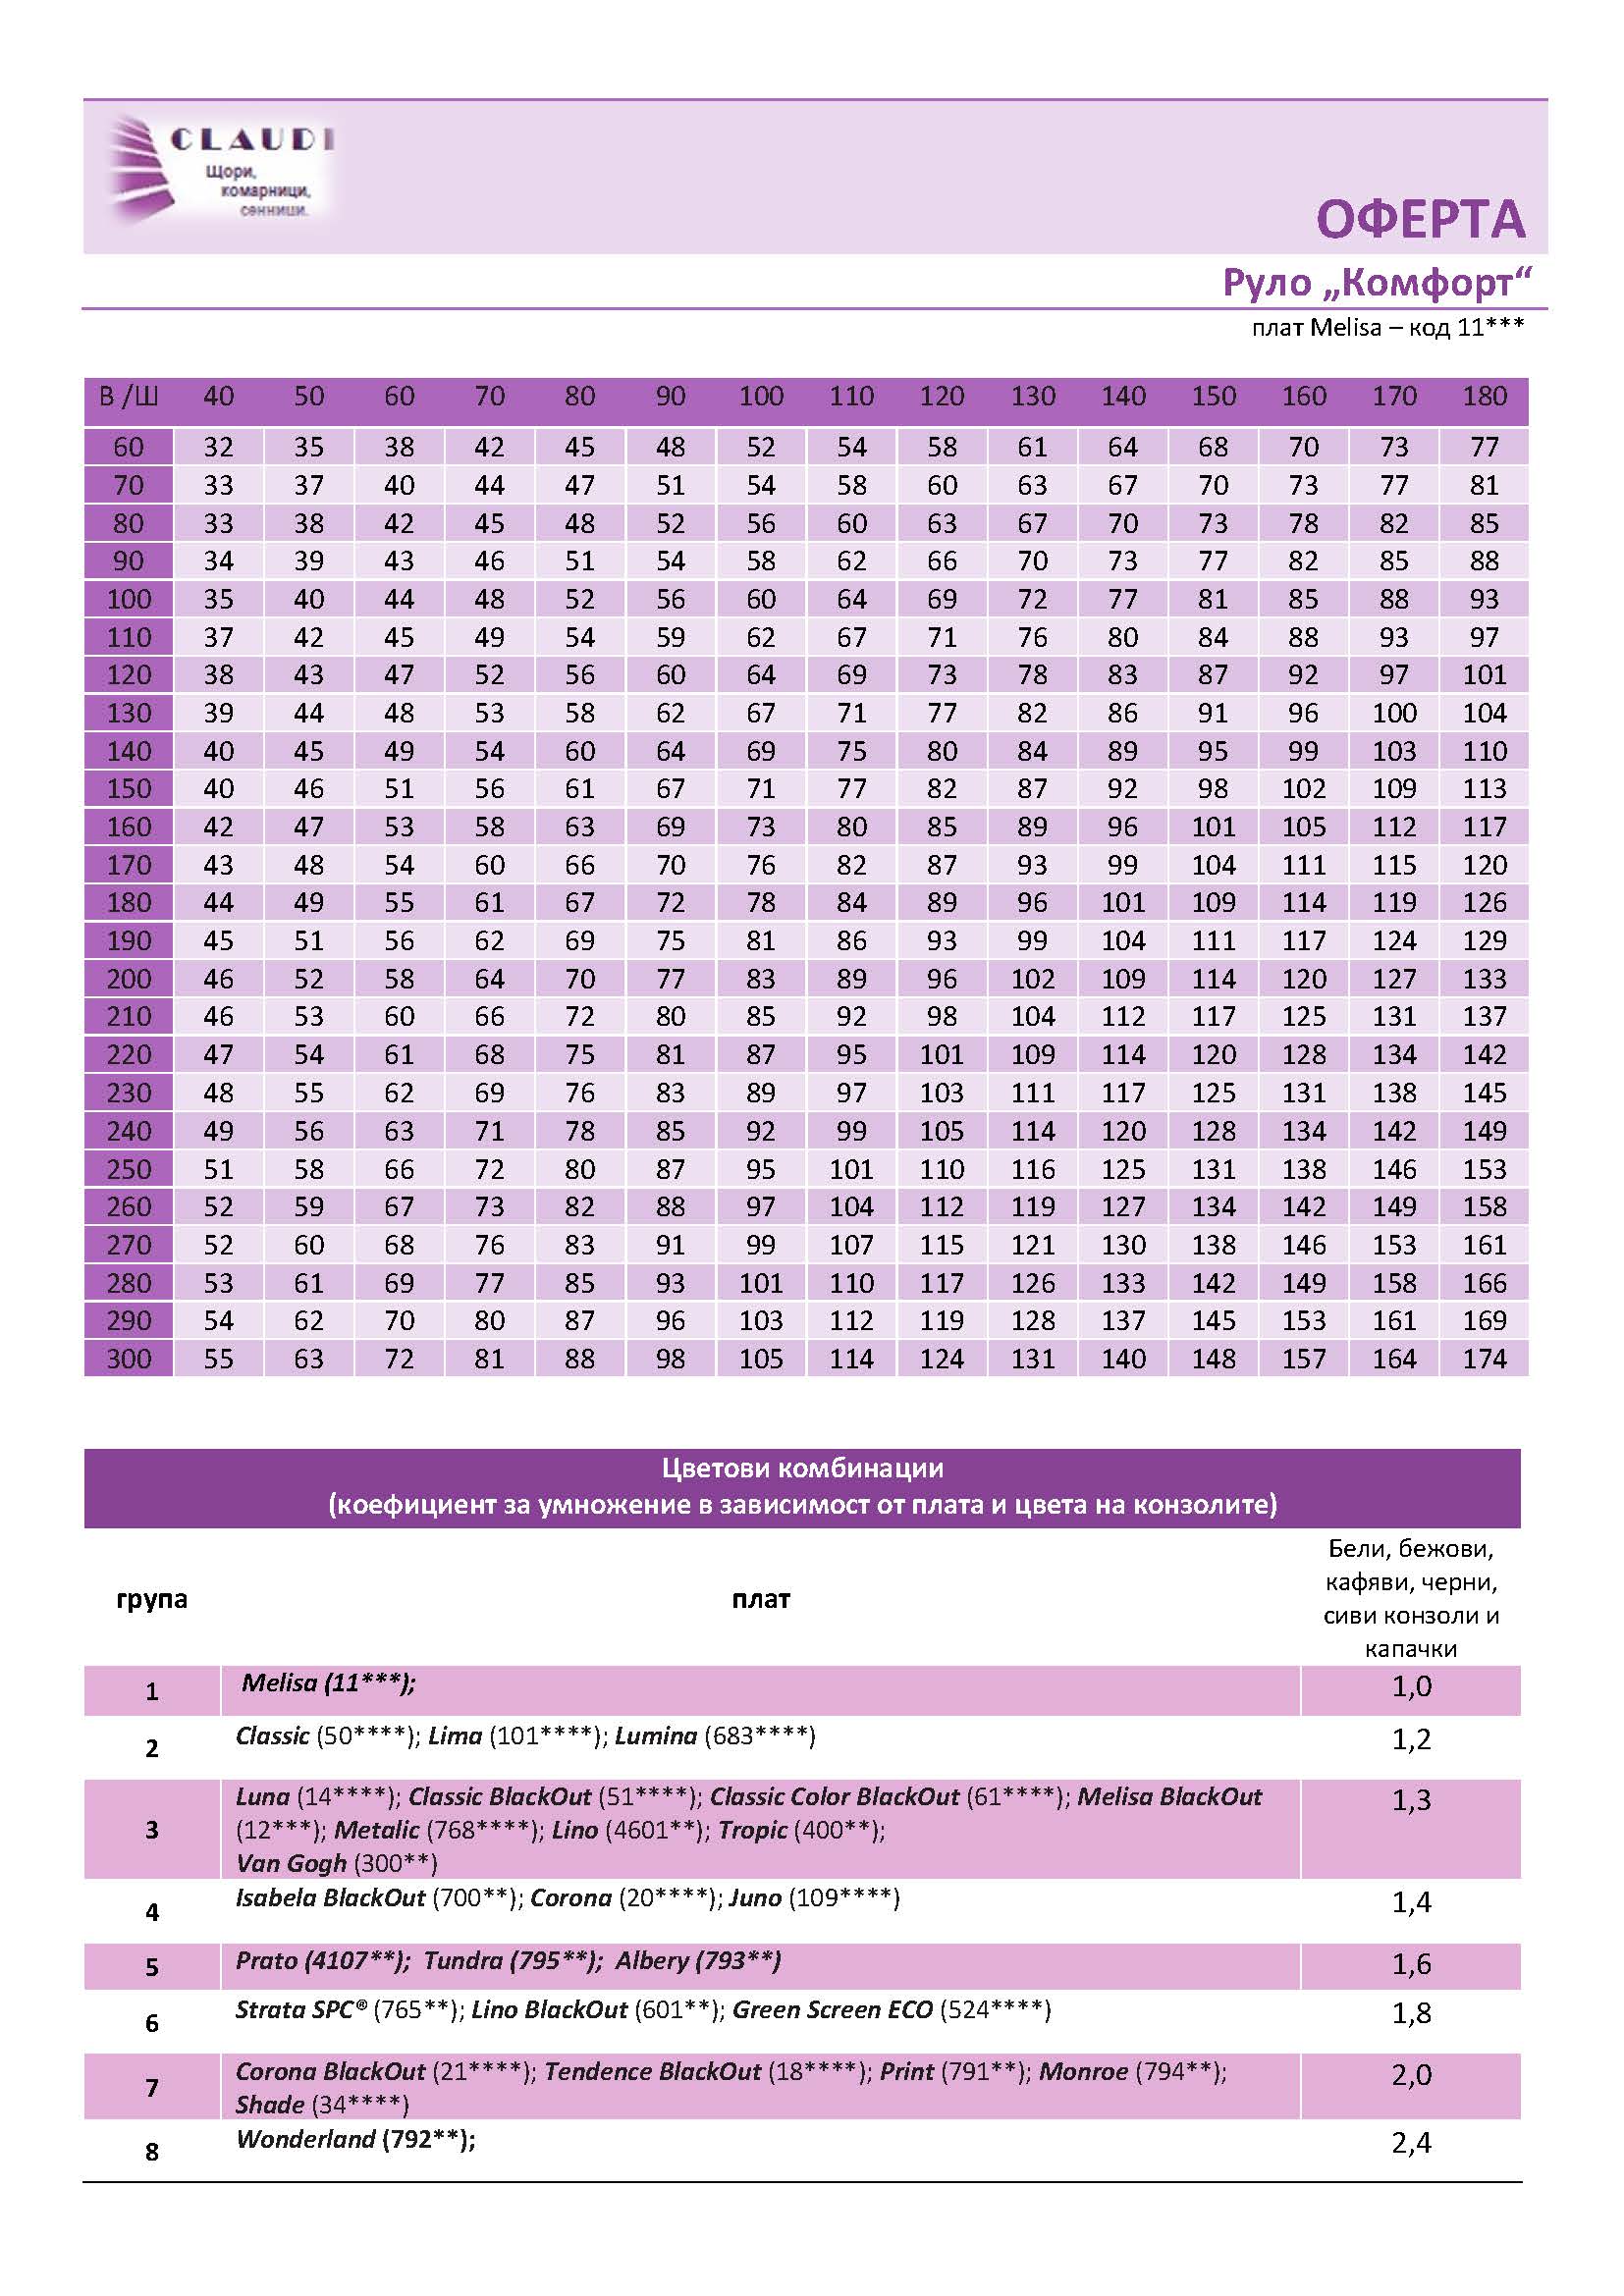 CLAUDI
Щори,
комарници,
сенници.
ОФЕРТА
Руло „Комфорт“
плат Melisa – код 11***
В /Ш 40 50 60 70 80 90 100 110 120 130 140 150 160 170 180
60 32 35 38 42 45 48 52 54 58 61 64 68 70 73 77
70 33 37 40 44 47 51 54 58 60 63 67 70 73 77 81
80 33 38 42 45 48 52 56 60 63 67 70 73 78 82 85
90 34 39 43 46 51 54 58 62 66 70 73 77 82 85 88
100 35 40 44 48 52 56 60 64 69 72 77 81 85 88 93
110 37 42 45 49 54 59 62 67 71 76 80 84 88 93 97
120 38 43 47 52 56 60 64 69 73 78 83 87 92 97 101
130 39 44 48 53 58 62 67 71 77 82 86 91 96 100 104
140 40 45 49 54 60 64 69 75 80 84 89 95 99 103 110
150 40 46 51 56 61 67 71 77 82 87 92 98 102 109 113
160 42 47 53 58 63 69 73 80 85 89 96 101 105 112 117
170 43 48 54 60 66 70 76 82 87 93 99 104 111 115 120
180 44 49 55 61 67 72 78 84 89 96 101 109 114 119 126
190 45 51 56 62 69 75 81 86 93 99 104 111 117 124 129
200 46 52 58 64 70 77 83 89 96 102 109 114 120 127 133
210 46 53 60 66 72 80 85 92 98 104 112 117 125 131 137
220 47 54 61 68 75 81 87 95 101 109 114 120 128 134 142
230 48 55 62 69 76 83 89 97 103 111 117 125 131 138 145
240 49 56 63 71 78 85 92 99 105 114 120 128 134 142 149
250 51 58 66 72 80 87 95 101 110 116 125 131 138 146 153
260 52 59 67 73 82 88 97 104 112 119 127 134 142 149 158
270 52 60 68 76 83 91 99 107 115 121 130 138 146 153 161
280 53 61 69 77 85 93 101 110 117 126 133 142 149 158 166
290 54 62 70 80 87 96 103 112 119 128 137 145 153 161 169
300 55 63 72 81 88 98 105 114 124 131 140 148 157 164 174
Цветови комбинации
(коефициент за умножение в зависимост от плата и цвета на конзолите)
група плат Бели, бежови,
кафяви, черни,
сиви конзоли и
капачки
1 Melisa (11***); 1,0
2 Classic (50****); Lima (101****); Lumina (683****) 1,2
Luna (14****); Classic BlackOut (51****); Classic Color BlackOut (61****); Melisa BlackOut 1,3
3 (12***); Metalic (768****); Lino (4601**); Tropic (400**);
Van Gogh (300**)
4 Isabela BlackOut (700**); Corona (20****); Juno (109****) 1,4
5 Prato (4107**); Tundra (795**); Albery (793**) 1,6
6 Strata SPC® (765**); Lino BlackOut (601**); Green Screen ECO (524****) 1,8
7 Corona BlackOut (21****); Tendence BlackOut (18****); Print (791**); Monroe (794**); 2,0
Shade (34****)
8 Wonderland (792**); 2,4